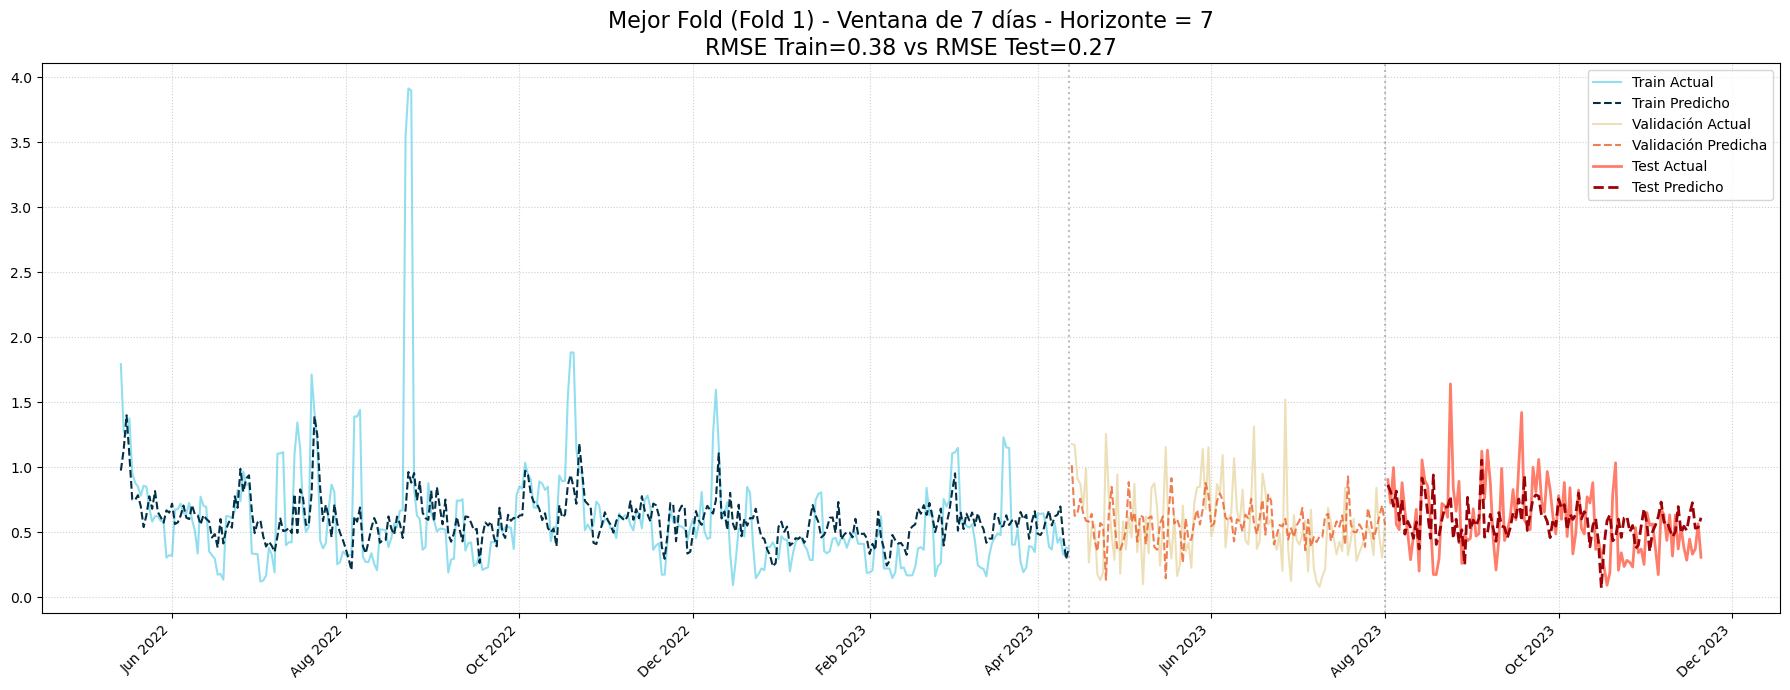 Mejor Fold (Fold 1) - Ventana de 7 días - Horizonte = 7
RMSE Train=0.38 vs RMSE Test=0.27
4.0
3.5
3.0
2.5
2.0
1.5
1.0
0.5
0.0
Train Actual
Train Predicho
Validación Actual
Validación Predicha
Test Actual
Test Predicho
Jun 2022
Aug 2022
Oct 2022
Dec 2022
Feb 2023
Apr 2023
Jun 2023
Aug 2023
Oct 2023
Dec 2023